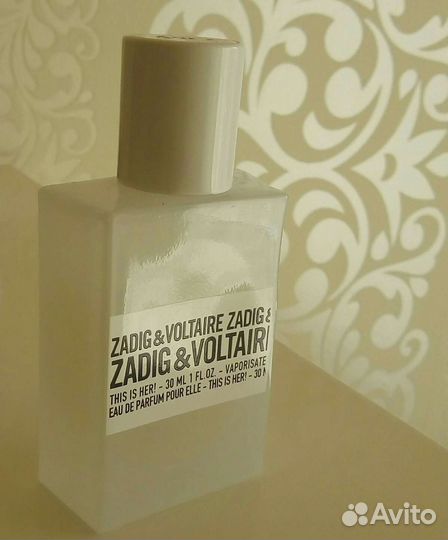 ZADIG&VOLTAIRE ZADIG &
ZADIG &VOLTAIR
THIS IS HER! - 30 ML 1 FL.OZ. - VAPORISATE
EAU DE PARFUM POUR ELLE - THIS IS HER! - 30 M
Avito